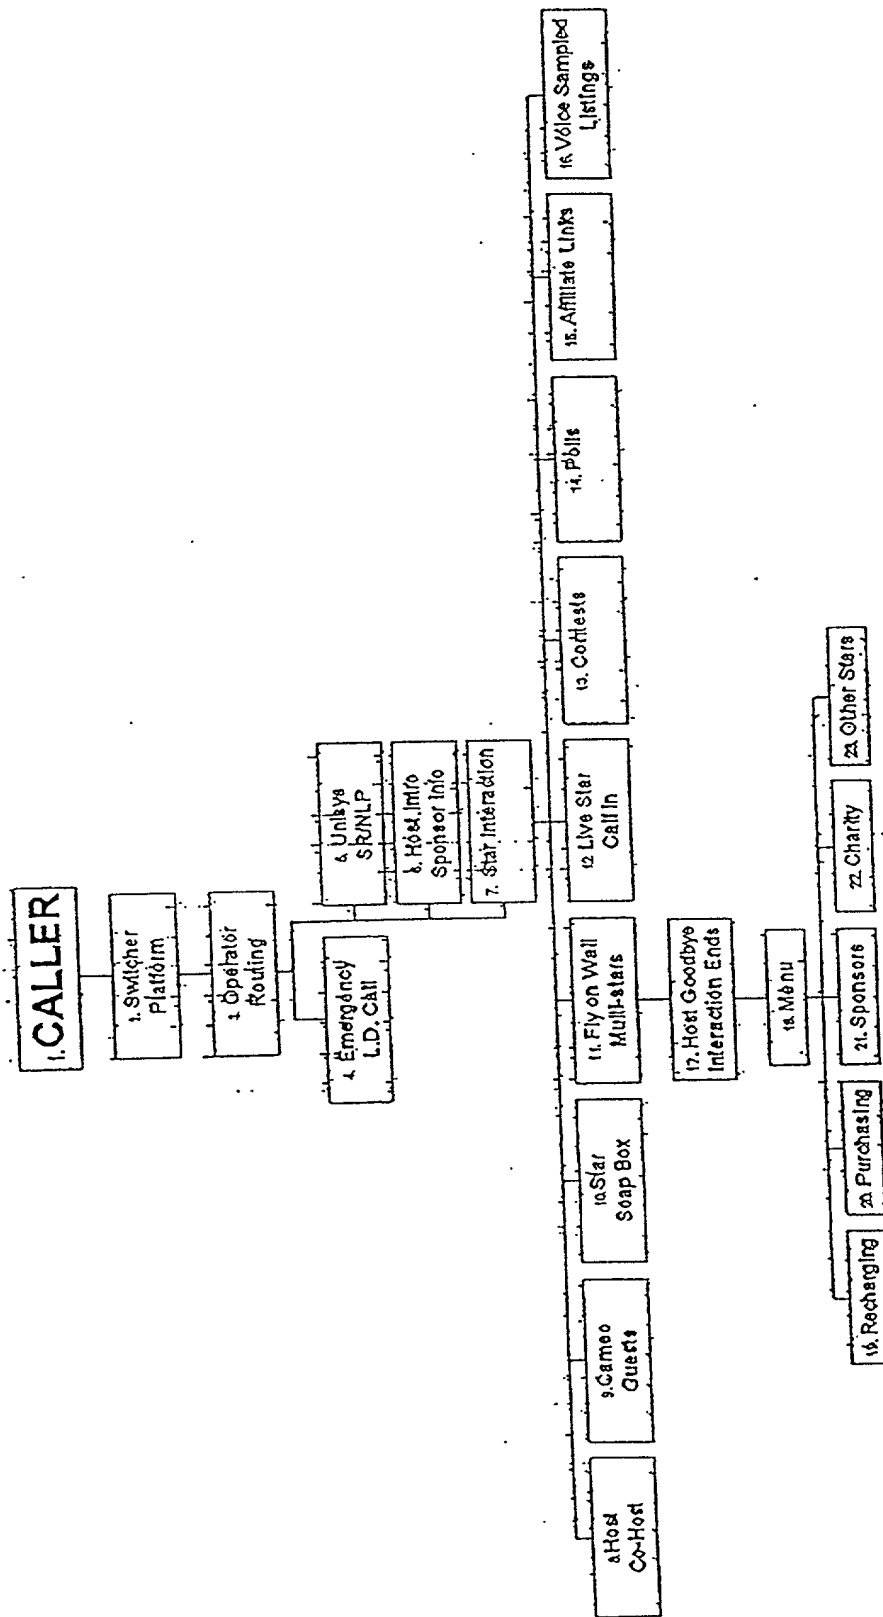 1. CALLER
2. Switcher
Platform
3. Operator
Routing
4. Emergency
L.D. Call
5. Unisys
SR/NLP
6. Host Intro
Sponsor Info
7. Star Interaction
8. Host
Co-Host
9. Cameo
Guests
10. Star
Soap Box
11. Fly on Wall
Multi-stars
12 Live Star
Call In
13. Contests
14. Polls
15. Affiliate Links
16. Voice Sampled
Listings
17. Host Goodbye
Interaction Ends
18. Menu
19. Recharging
20. Purchasing
21. Sponsors
22. Charity
23. Other Stars